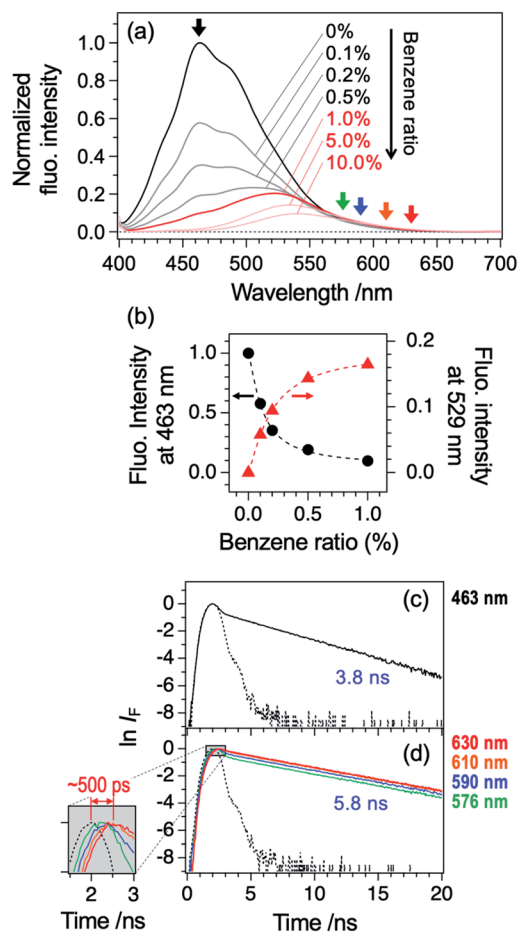 (a)
Normalized
fluo. intensity
1.0
0.8
0.6
0.4
0.2
0.0
0%
0.1%
0.2%
0.5%
1.0%
5.0%
10.0%
Benzene ratio
400
450
500
550
600
650
700
Wavelength /nm
(b)
Fluo. Intensity
at 463 nm
1.0
0.5
0.0
0.2
0.1
0.0
Fluo. intensity
at 529 nm
0.0
0.5
1.0
Benzene ratio (%)
(c)
463 nm
0
-2
-4
-6
-8
3.8 ns
ln IF
(d)
630 nm
610 nm
590 nm
576 nm
0
-2
-4
-6
-8
5.8 ns
~500 ps
2
3
Time /ns
0
5
10
15
20
Time /ns